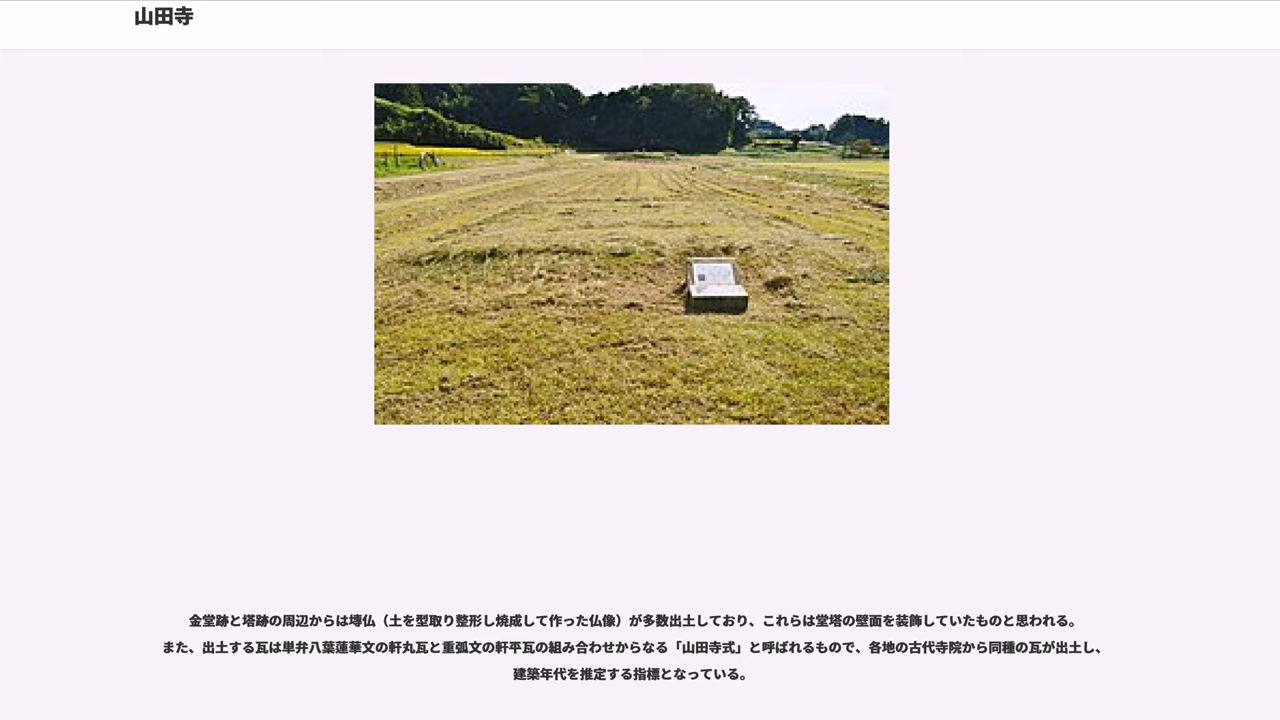 山田寺
金堂跡と塔跡の周辺からは塼仏（土を型取り整形し焼成して作った仏像）が多数出土しており、これらは堂塔の壁面を装飾していたものと思われる。
また、出土する瓦は単弁八葉蓮華文の軒丸瓦と重弧文の軒平瓦の組み合わせからなる「山田寺式」と呼ばれるもので、各地の古代寺院から同種の瓦が出土し、
建築年代を推定する指標となっている。